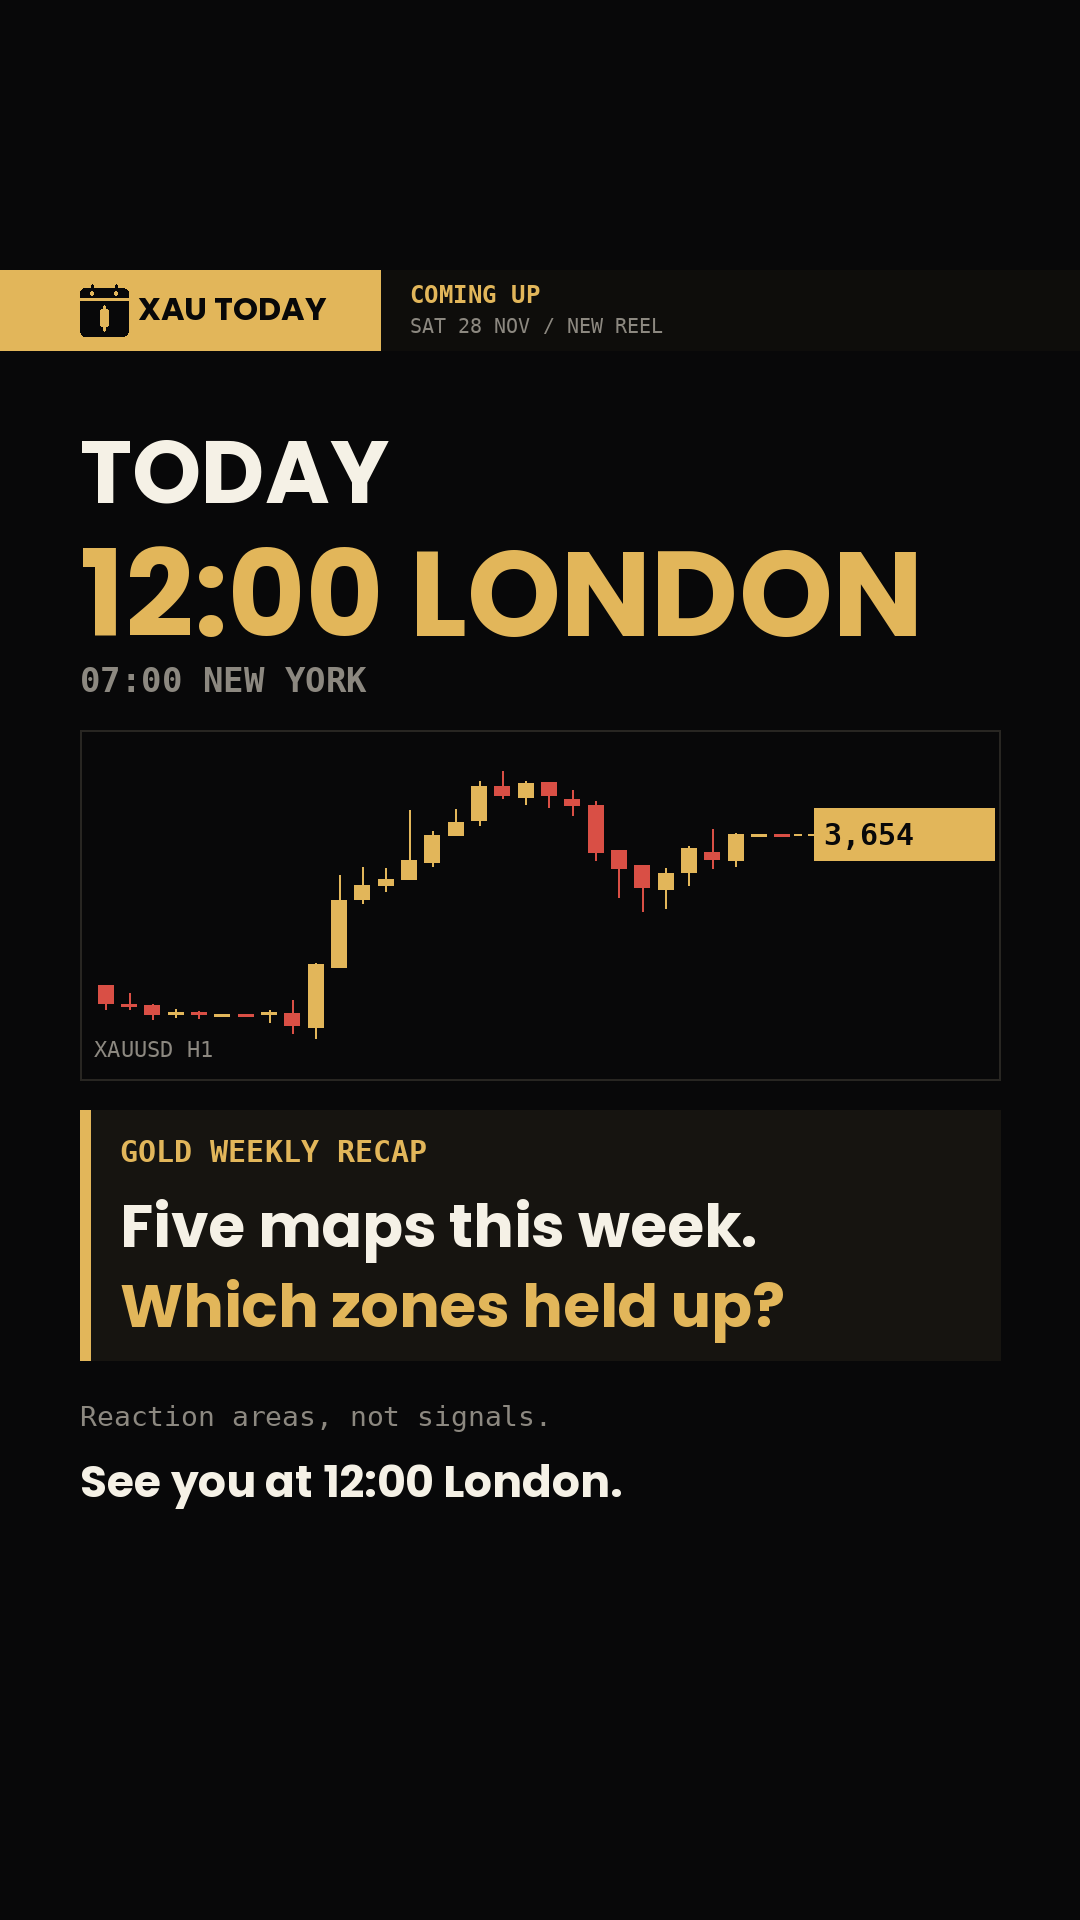 XAU TODAY
COMING UP
SAT 28 NOV / NEW REEL
TODAY
12:00 LONDON
07:00 NEW YORK
3,654
XAUUSD H1
GOLD WEEKLY RECAP
Five maps this week.
Which zones held up?
Reaction areas, not signals.
See you at 12:00 London.